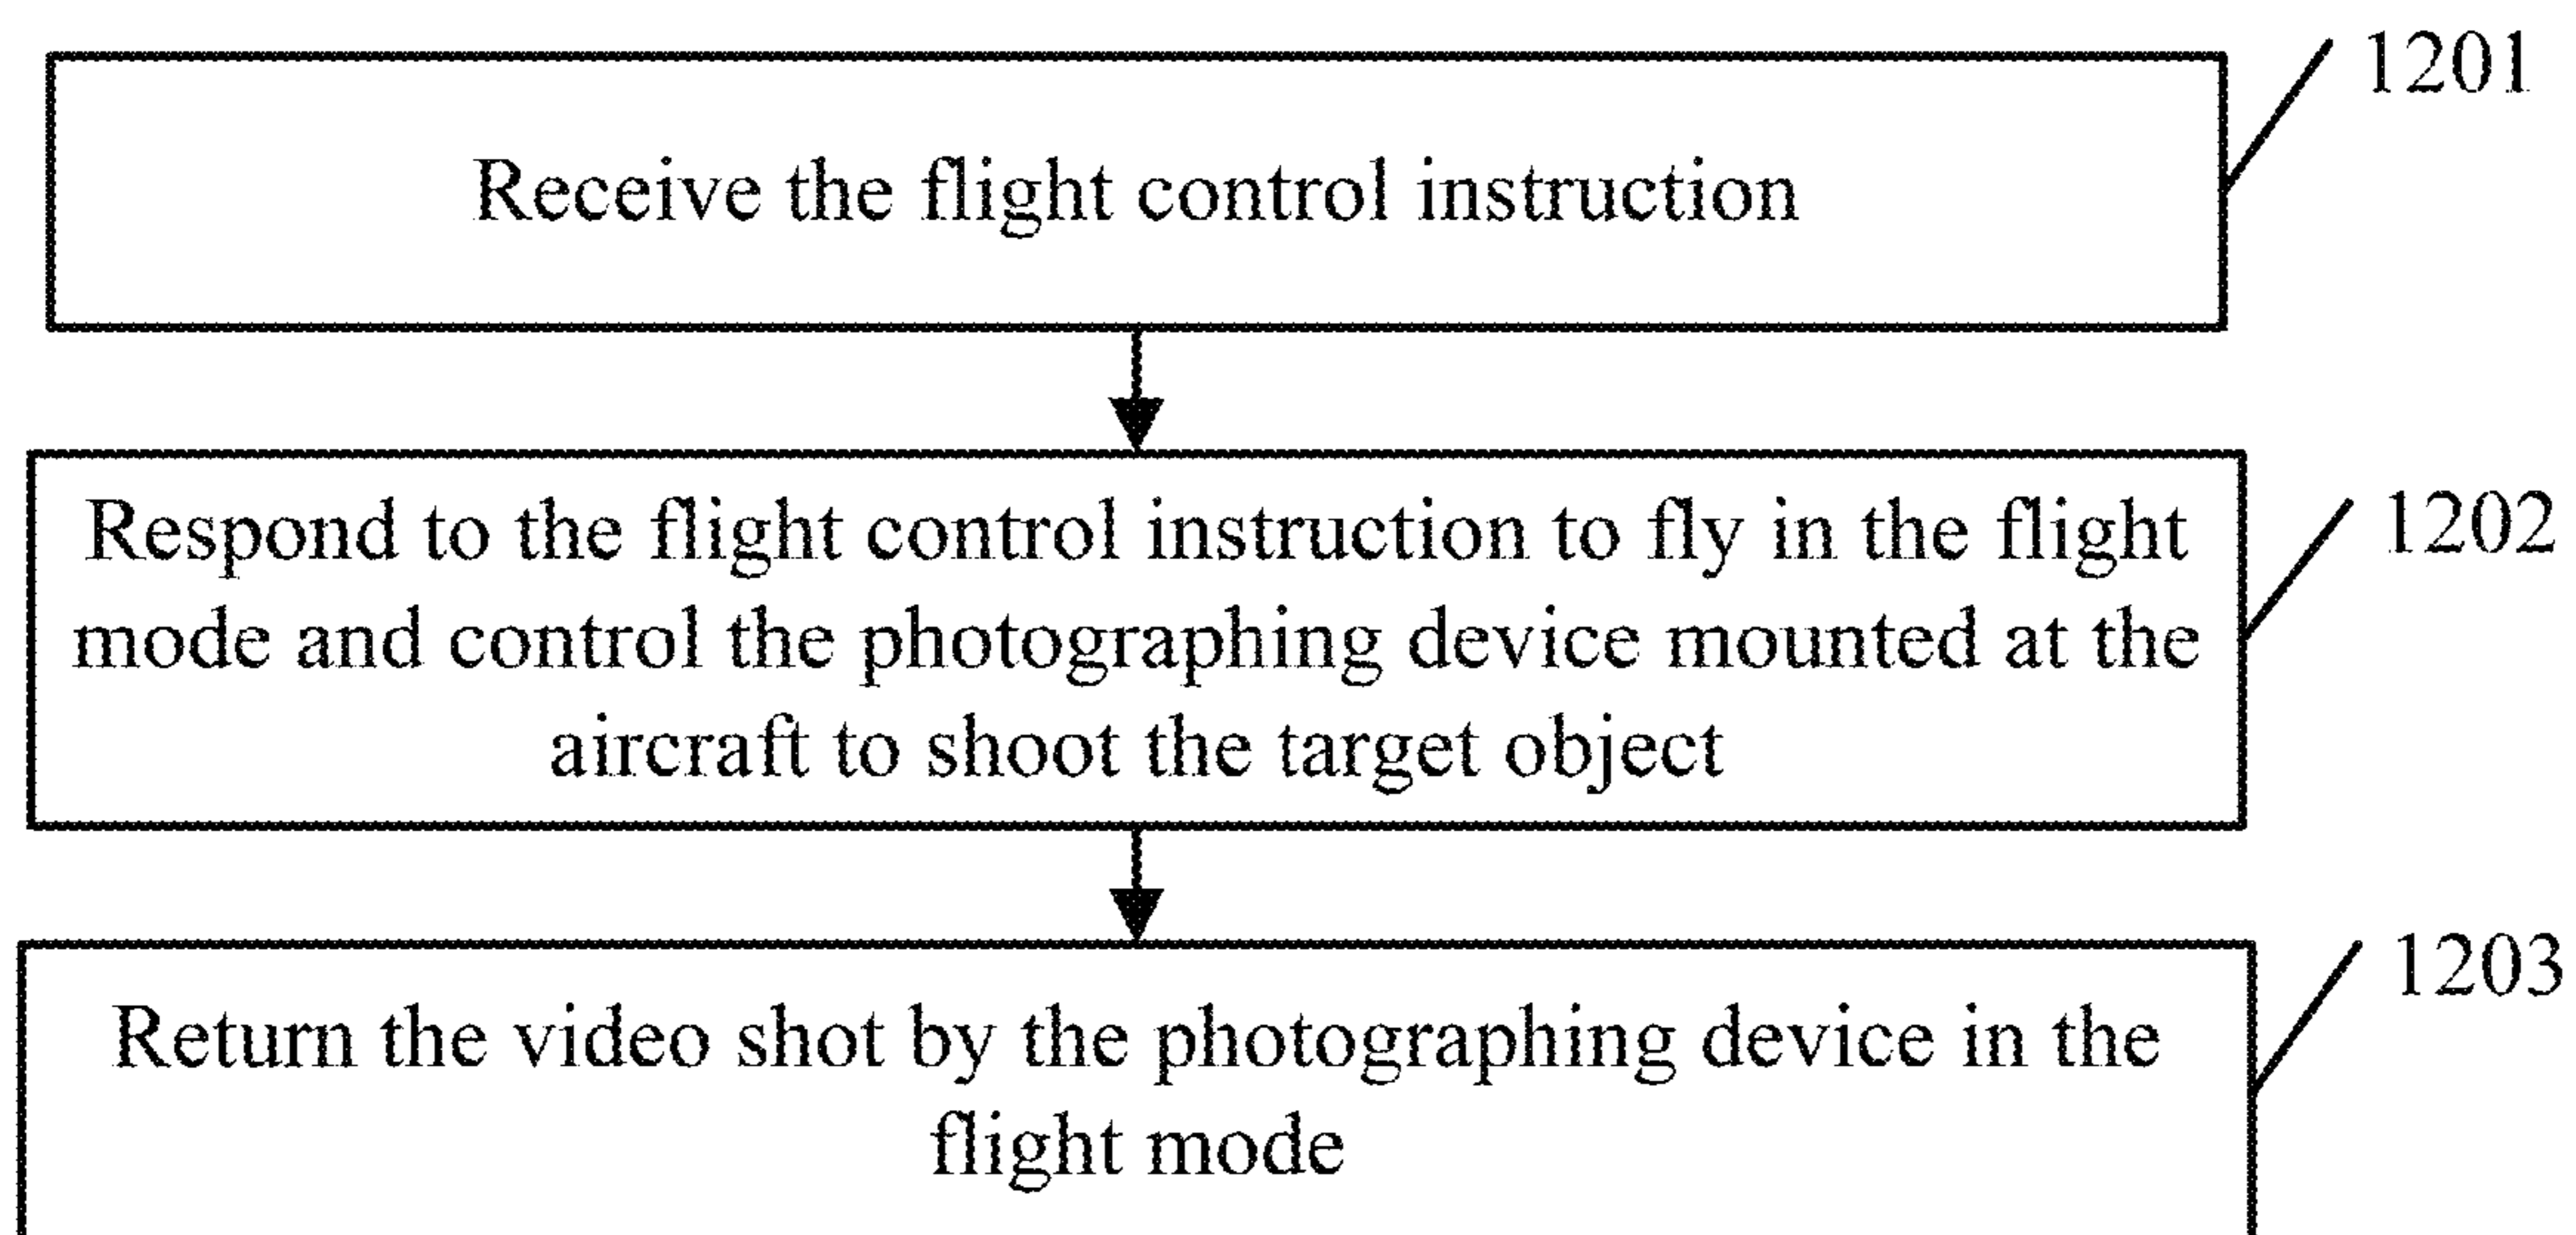 1201
Receive the flight control instruction
Respond to the flight control instruction to fly in the flight
1202
mode and control the photographing device mounted at the
aircraft to shoot the target object
1203
Return the video shot by the photographing device in the
flight mode